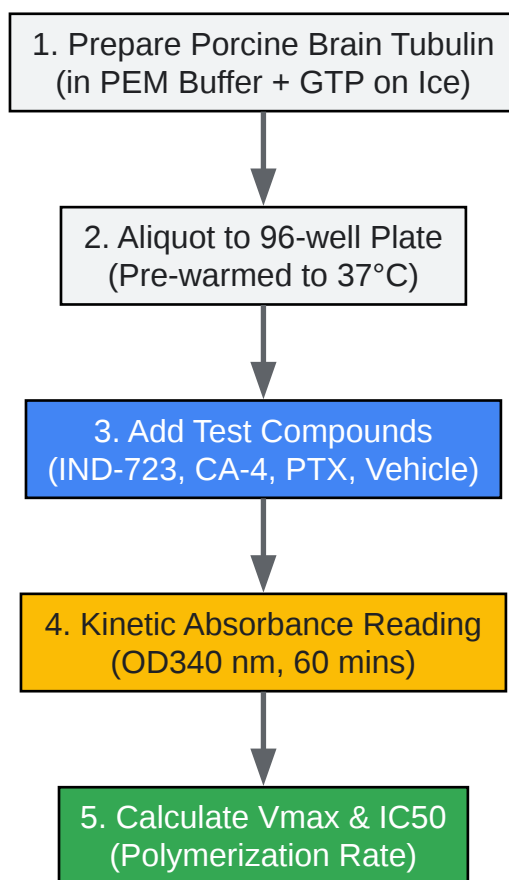 1. Prepare Porcine Brain Tubulin
(in PEM Buffer + GTP on Ice)
2. Aliquot to 96-well Plate
(Pre-warmed to 37°C)
3. Add Test Compounds
(IND-723, CA-4, PTX, Vehicle)
4. Kinetic Absorbance Reading
(OD340 nm, 60 mins)
5. Calculate Vmax & IC50
(Polymerization Rate)